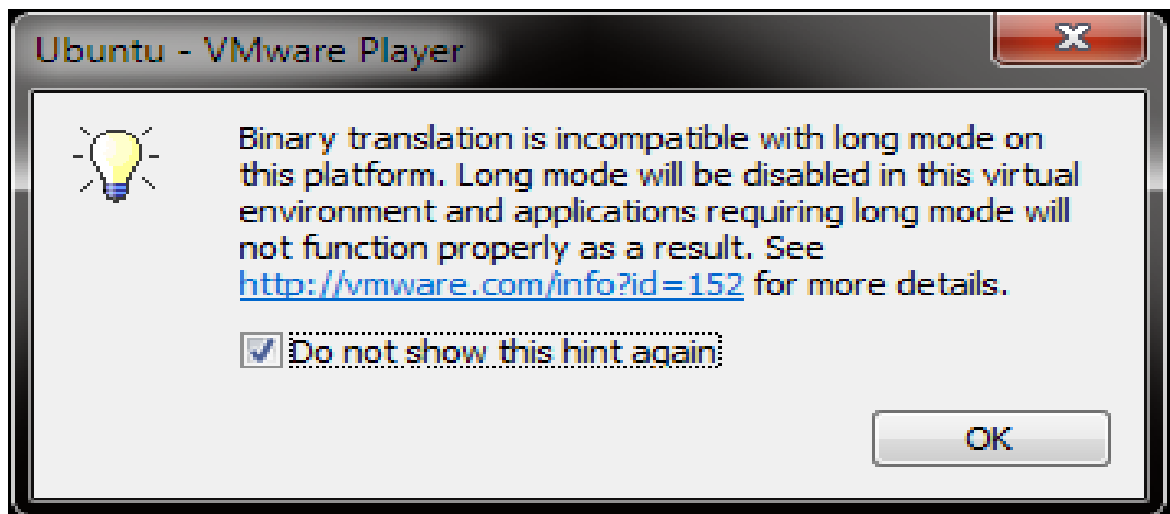 Ubuntu - VMware Player
Binary translation is incompatible with long mode on
this platform. Long mode will be disabled in this virtual
environment and applications requiring long mode will
not function properly as a result. See
http://vmware.com/info?id=152 for more details.
Do not show this hint again
OK